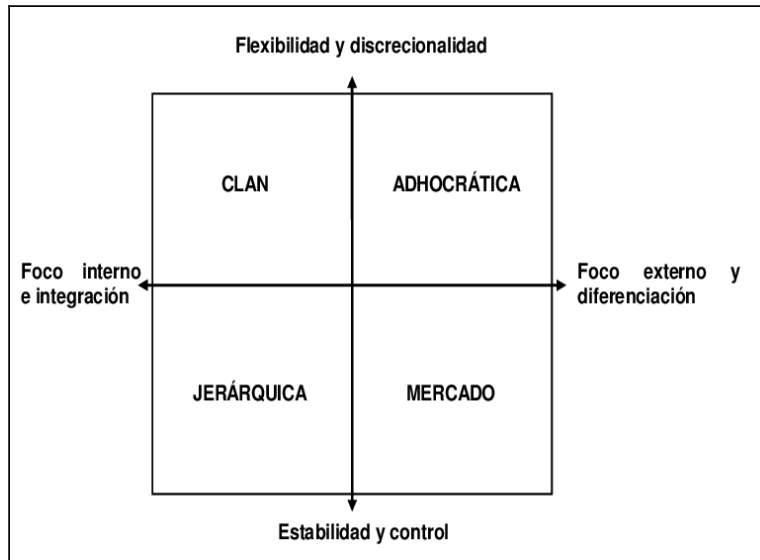 Flexibilidad y discrecionalidad
CLAN
ADHOCRÁTICA
Foco interno
e integración
Foco externo y
diferenciación
JERÁRQUICA
MERCADO
Estabilidad y control